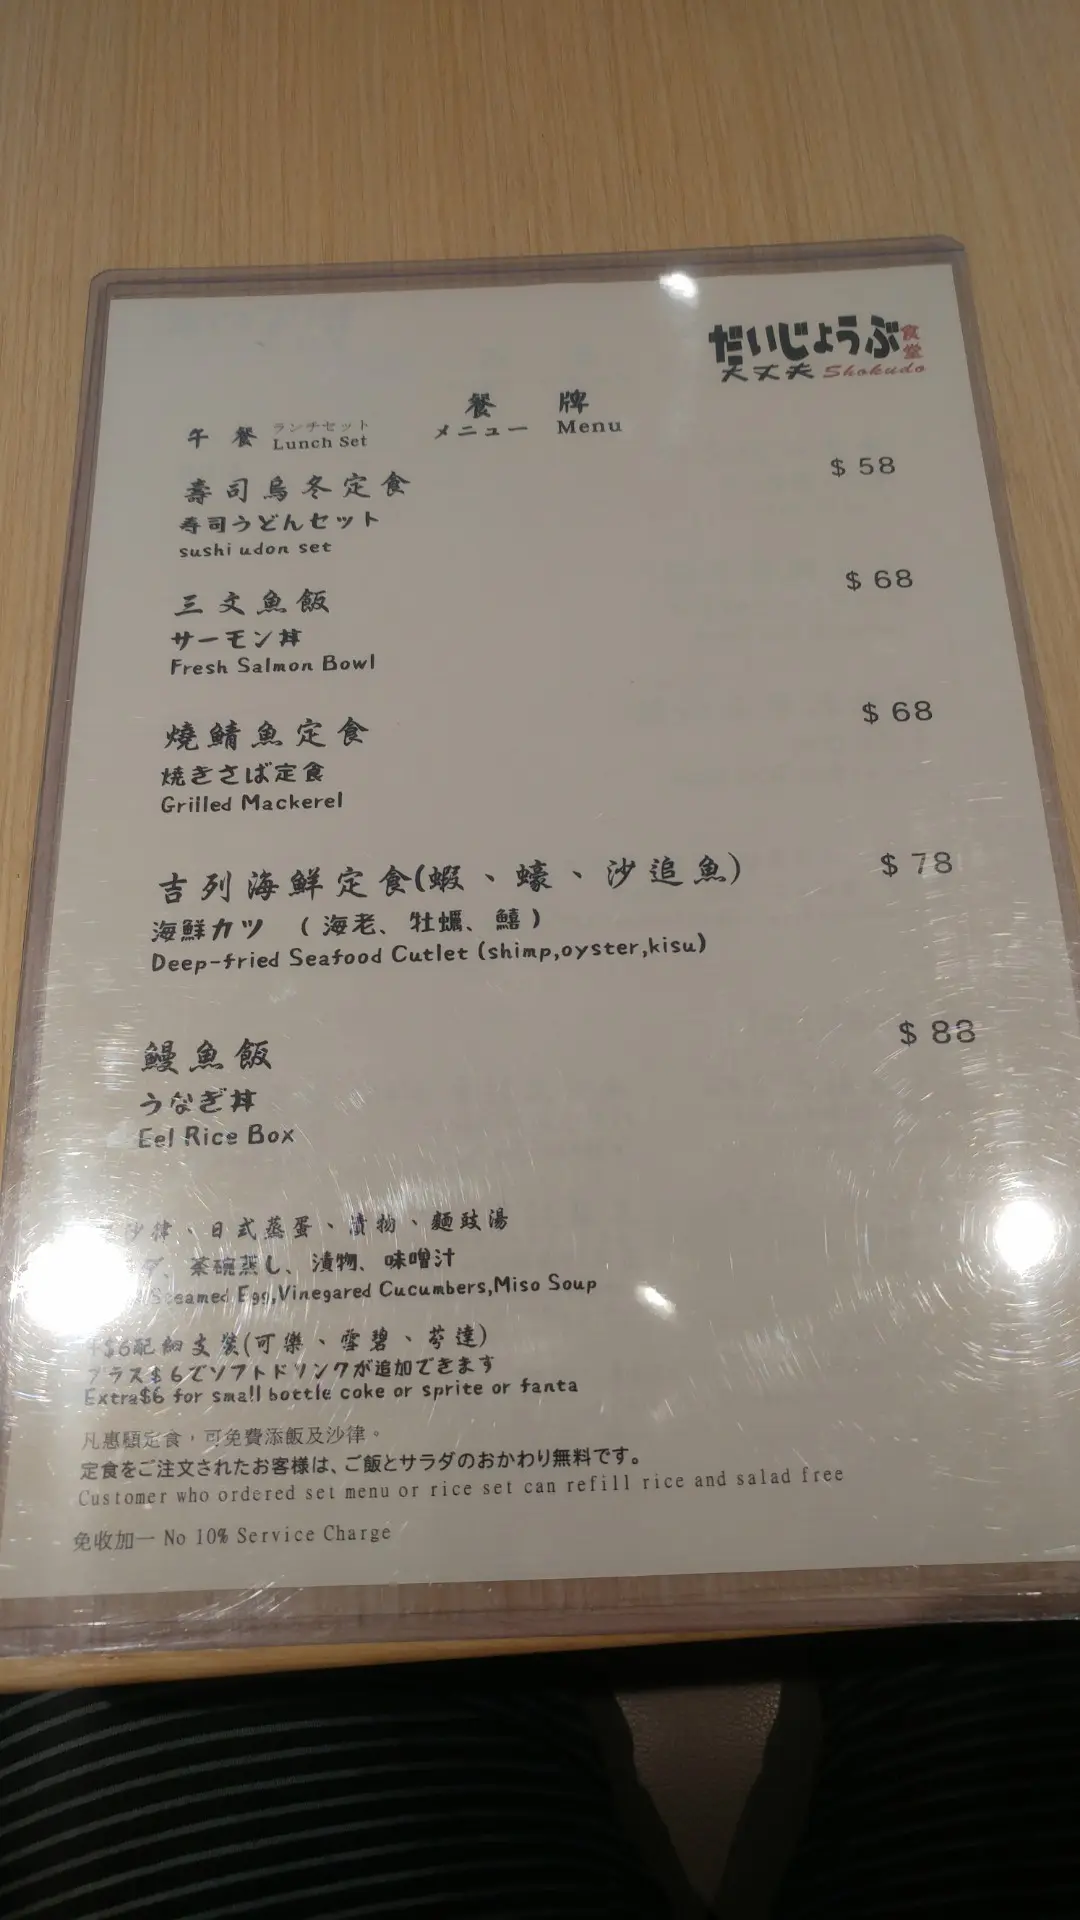 だいじょうぶ食堂
大丈夫 Shokudo
餐 牌
メニュー Menu
午 餐 ランチセット Lunch Set
壽司烏冬定食 $ 58
寿司うどんセット
sushi udon set
三文魚飯 $ 68
サーモン丼
Fresh Salmon Bowl
燒鯖魚定食 $ 68
焼きさば定食
Grilled Mackerel
吉列海鮮定食(蝦、蠔、沙追魚) $ 78
海鮮カツ (海老、牡蠣、鱚)
Deep-fried Seafood Cutlet (shimp,oyster,kisu)
鰻魚飯 $ 88
うなぎ丼
Eel Rice Box
沙律、日式蒸蛋、漬物、麵豉湯
ダ、茶碗蒸し、漬物、味噌汁
Steamed Egg,Vinegared Cucumbers,Miso Soup
$6配細支裝(可樂、雪碧、芬達)
プラス$6でソフトドリンクが追加できます
Extra$6 for small bottle coke or sprite or fanta
凡惠顧定食，可免費添飯及沙律。
定食をご注文されたお客様は、ご飯とサラダのおかわり無料です。
Customer who ordered set menu or rice set can refill rice and salad free
免收加一 No 10% Service Charge